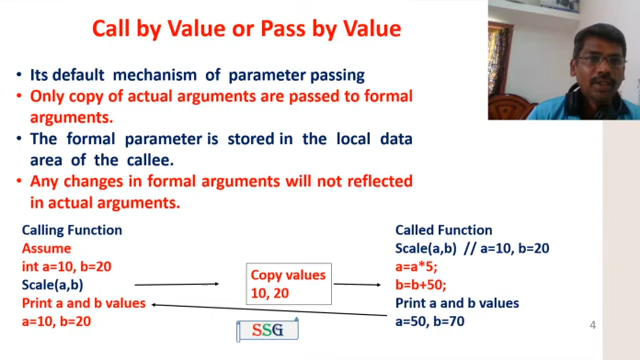 Call by Value or Pass by Value
• Its default mechanism of parameter passing
• Only copy of actual arguments are passed to formal
arguments.
• The formal parameter is stored in the local data
area of the callee.
• Any changes in formal arguments will not reflected
in actual arguments.
Calling Function
Assume
int a=10, b=20
Scale(a,b)
Print a and b values
a=10, b=20
Copy values
10, 20
SSG
Called Function
Scale(a,b) // a=10, b=20
a=a*5;
b=b+50;
Print a and b values
a=50, b=70
4